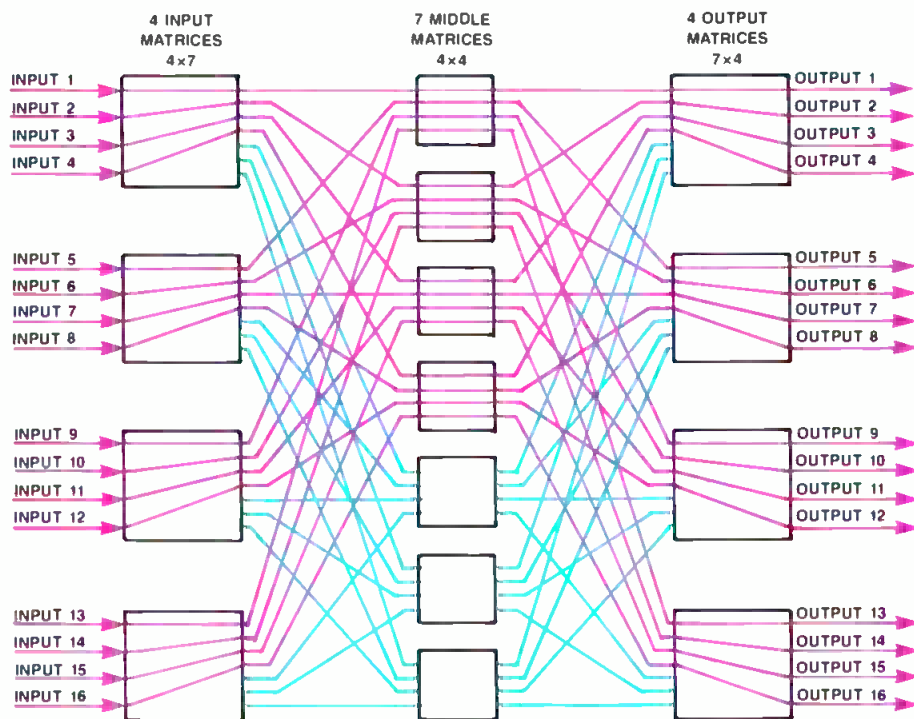 4 INPUT
MATRICES
4×7
7 MIDDLE
MATRICES
4×4
4 OUTPUT
MATRICES
7×4
INPUT 1
INPUT 2
INPUT 3
INPUT 4
INPUT 5
INPUT 6
INPUT 7
INPUT 8
INPUT 9
INPUT 10
INPUT 11
INPUT 12
INPUT 13
INPUT 14
INPUT 15
INPUT 16
OUTPUT 1
OUTPUT 2
OUTPUT 3
OUTPUT 4
OUTPUT 5
OUTPUT 6
OUTPUT 7
OUTPUT 8
OUTPUT 9
OUTPUT 10
OUTPUT 11
OUTPUT 12
OUTPUT 13
OUTPUT 14
OUTPUT 15
OUTPUT 16